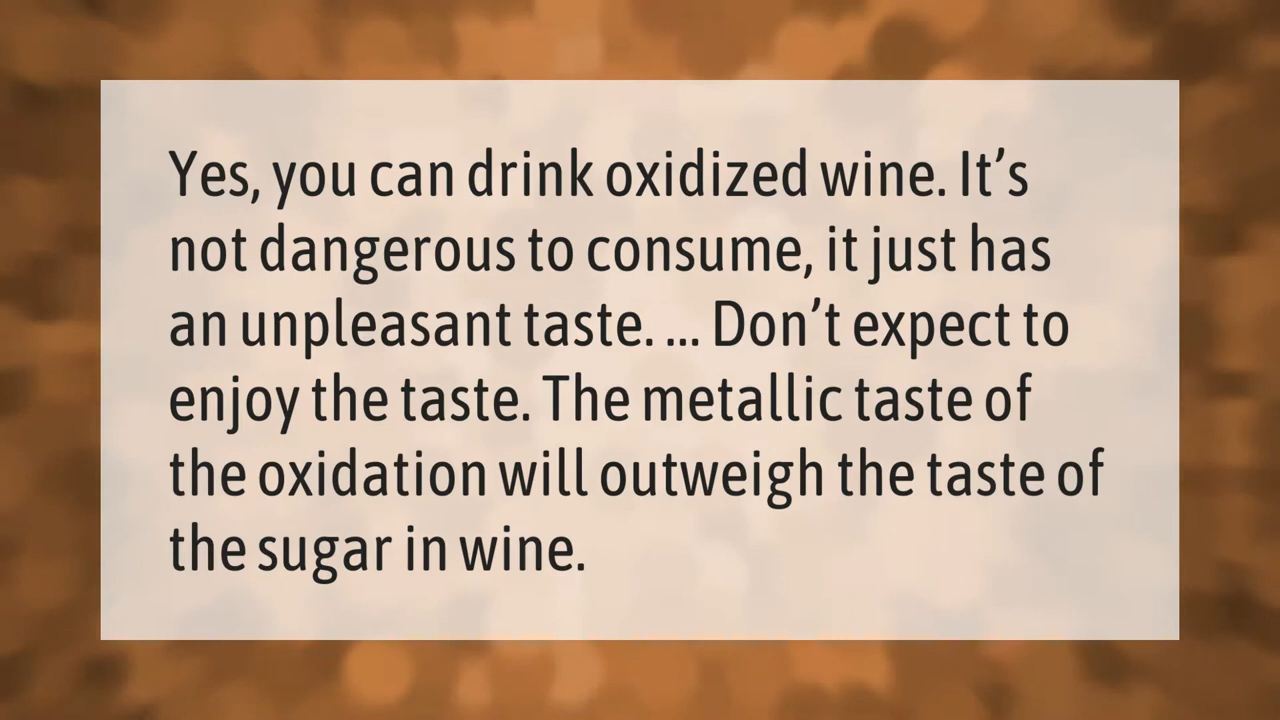 Yes, you can drink oxidized wine. It’s
not dangerous to consume, it just has
an unpleasant taste. ... Don’t expect to
enjoy the taste. The metallic taste of
the oxidation will outweigh the taste of
the sugar in wine.